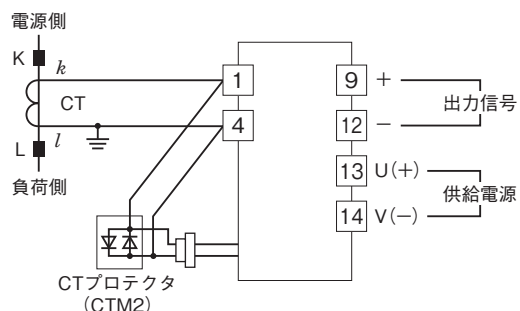 電源側
K
k
CT
l
L
負荷側
1
4
9
+
12
−
出力信号
13
U(+)
14
V(−)
供給電源
CTプロテクタ
(CTM2)